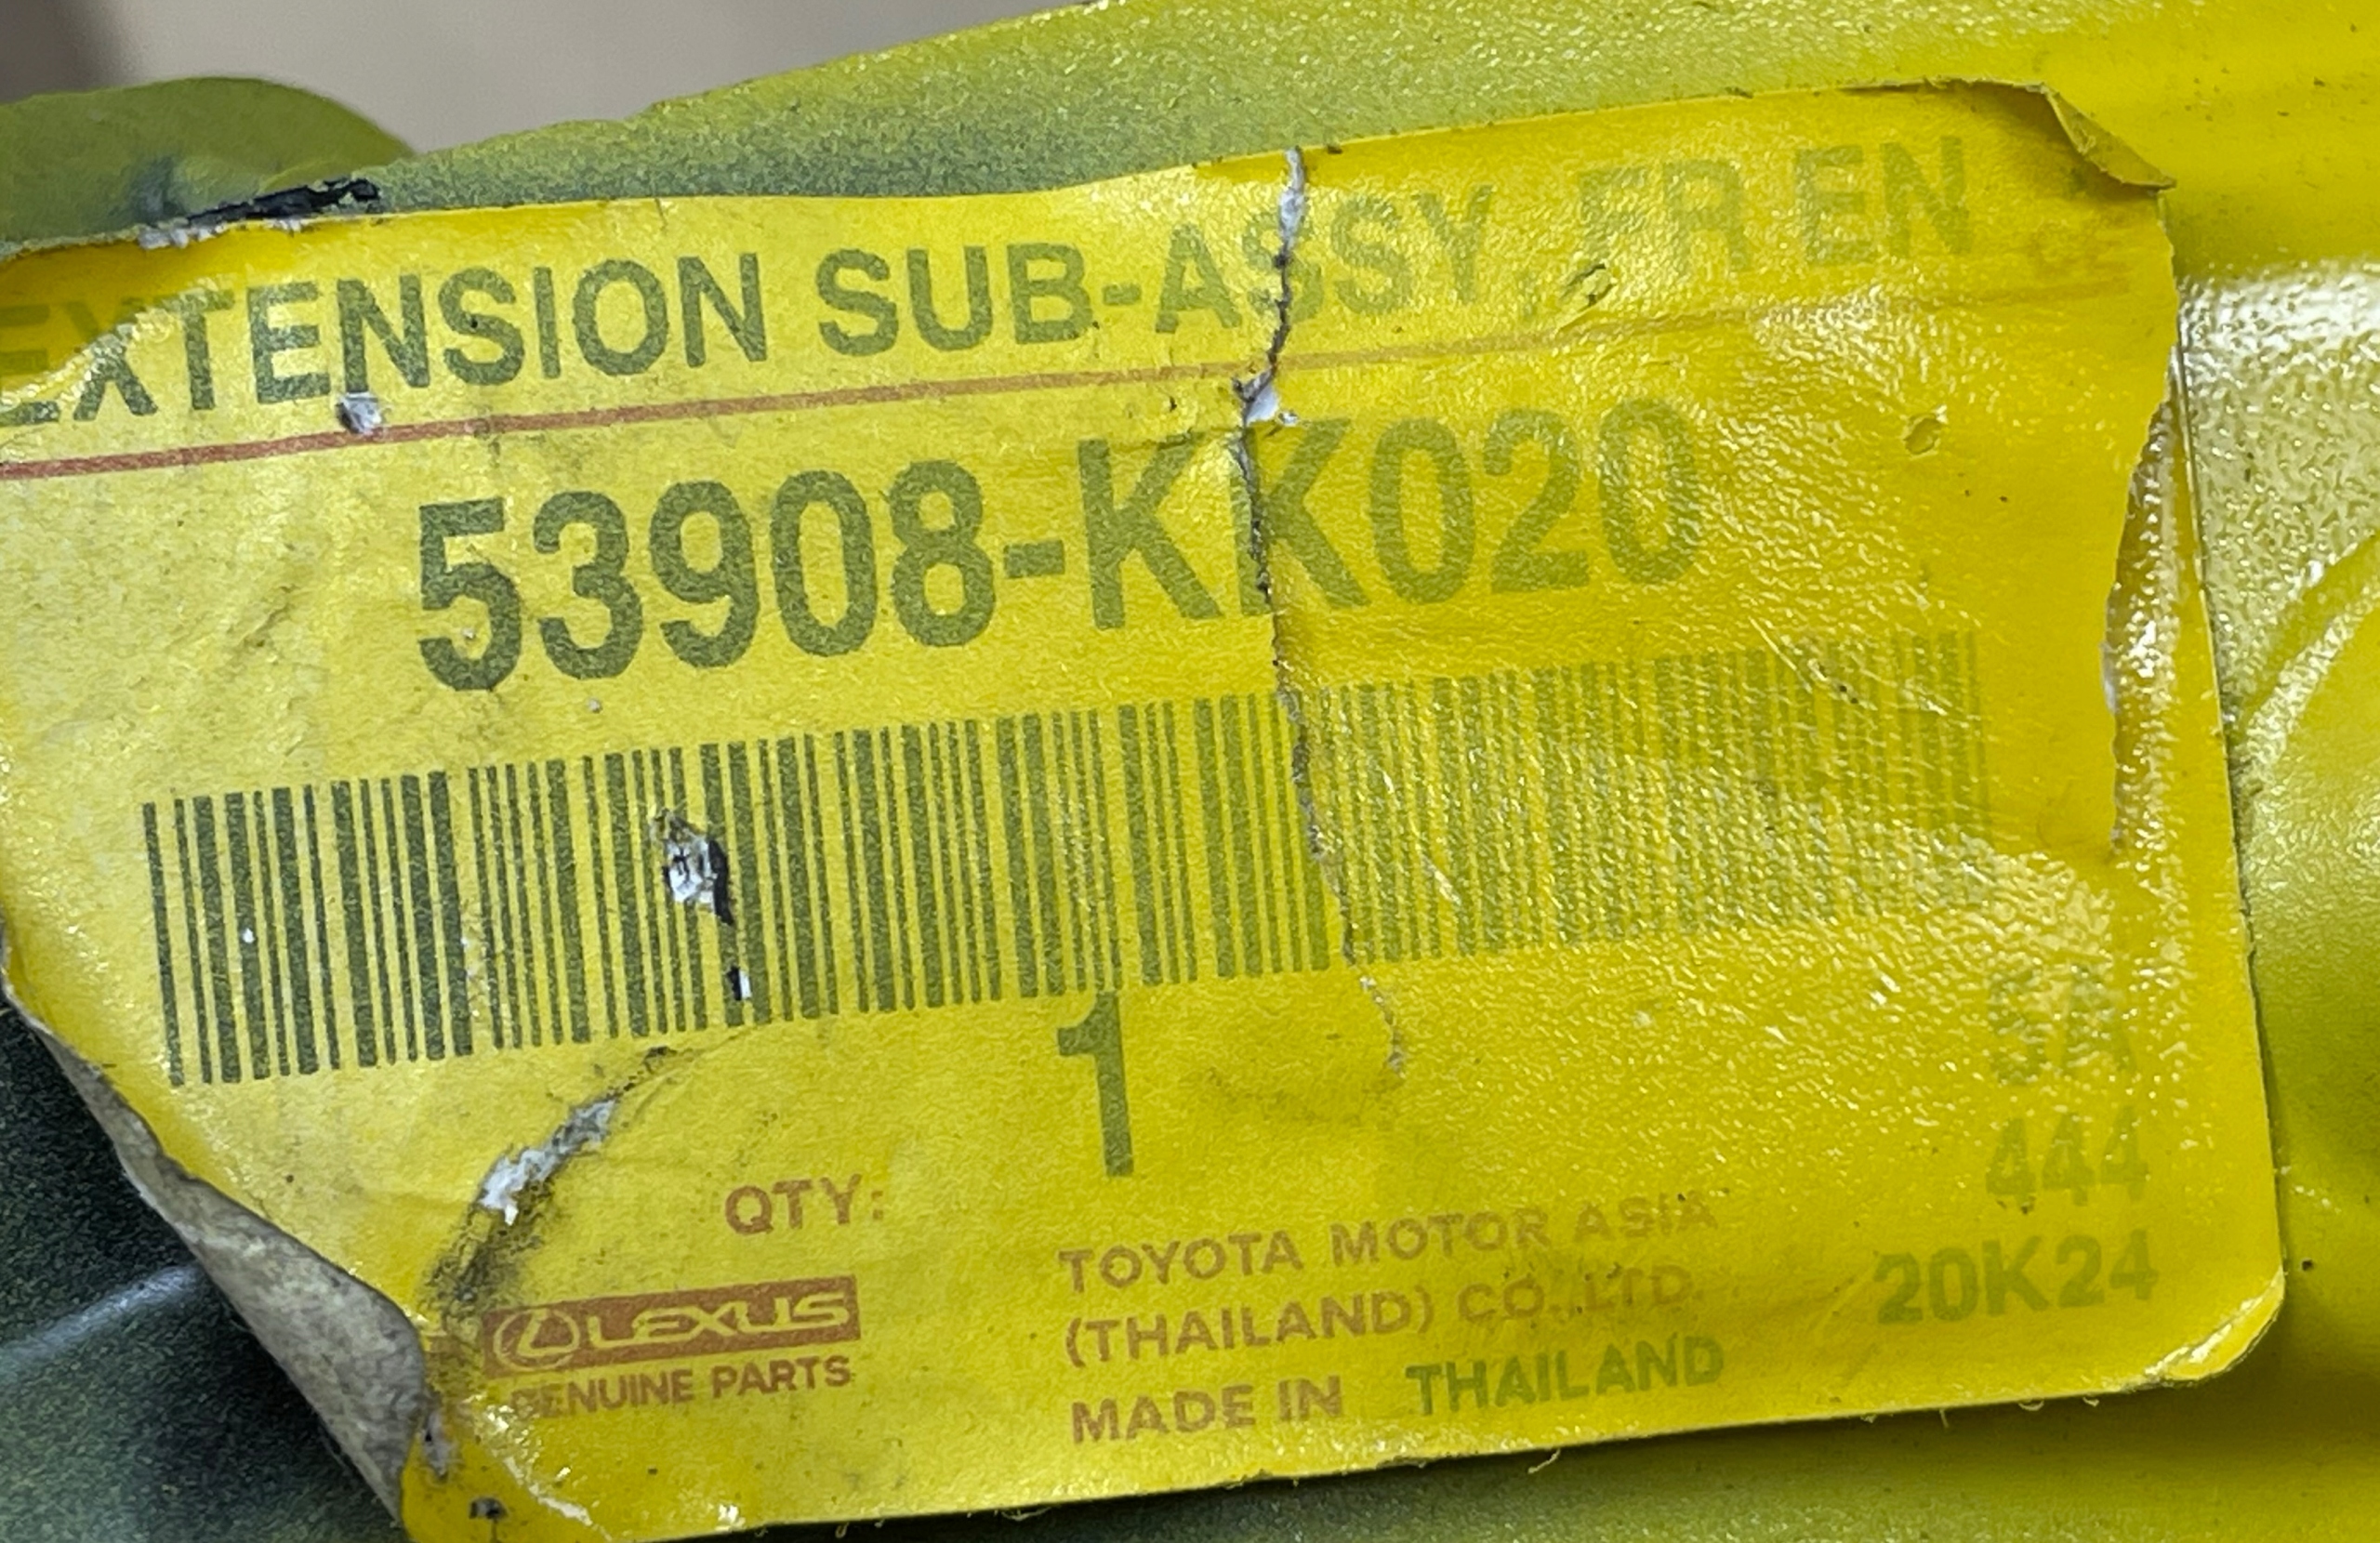 EXTENSION SUB-ASSY, FR EN
53908-KK020
1
QTY:
444
20K24
LEXUS
GENUINE PARTS
TOYOTA MOTOR ASIA
(THAILAND) CO.,LTD.
MADE IN THAILAND